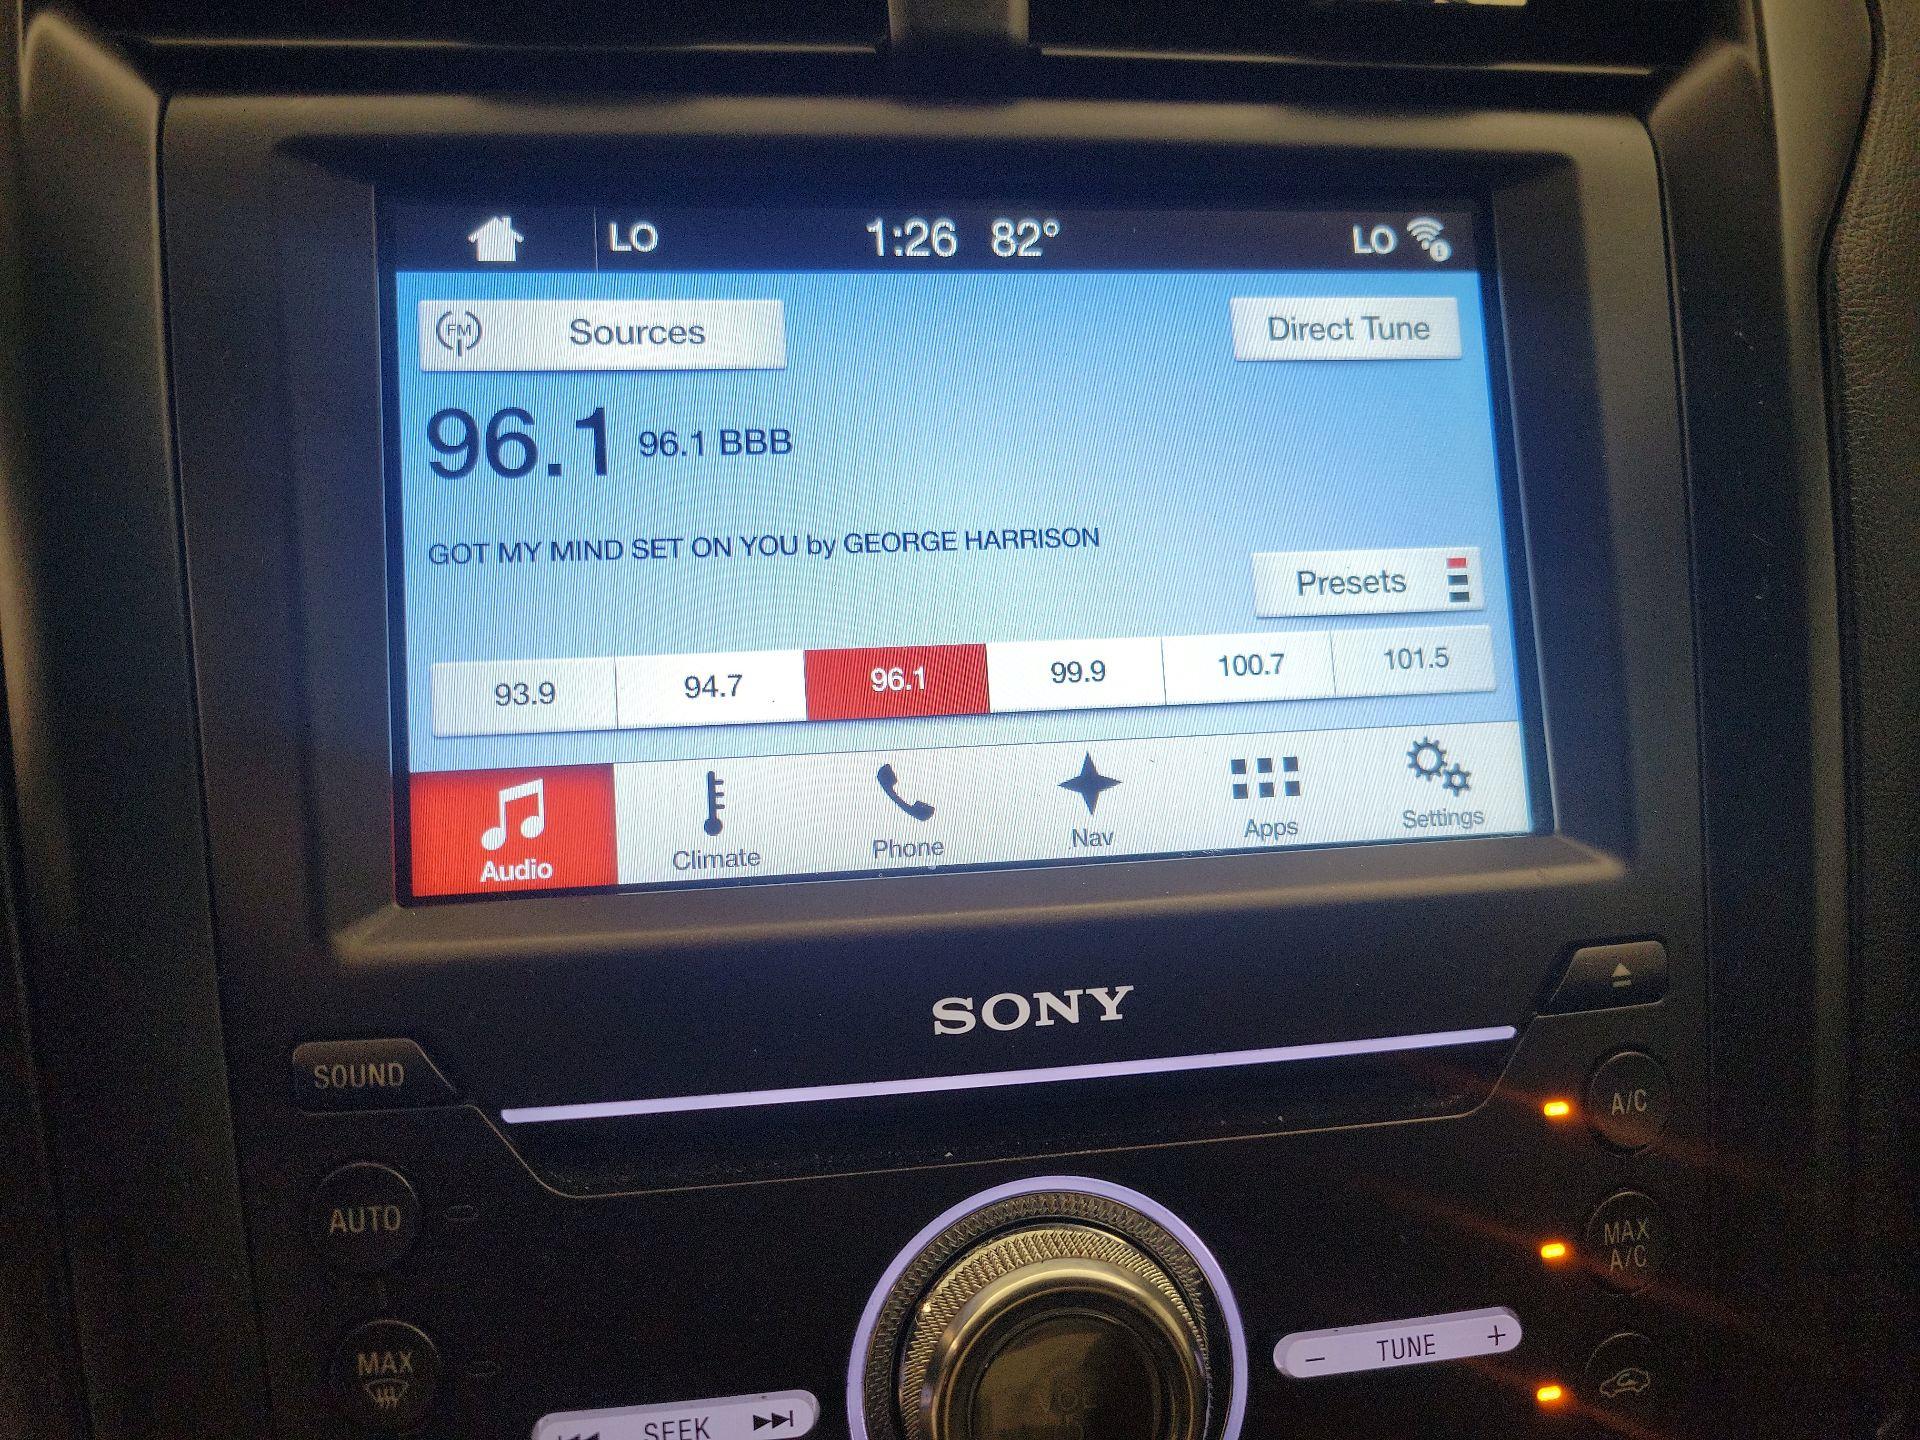 LO 1:26 82° LO
FM Sources Direct Tune
96.1 96.1 BBB
GOT MY MIND SET ON YOU by GEORGE HARRISON
Presets
93.9 94.7 96.1 99.9 100.7 101.5
Audio Climate Phone Nav Apps Settings
SONY
SOUND
A/C
AUTO
MAX
A/C
MAX
TUNE
- +
VOL
SEEK